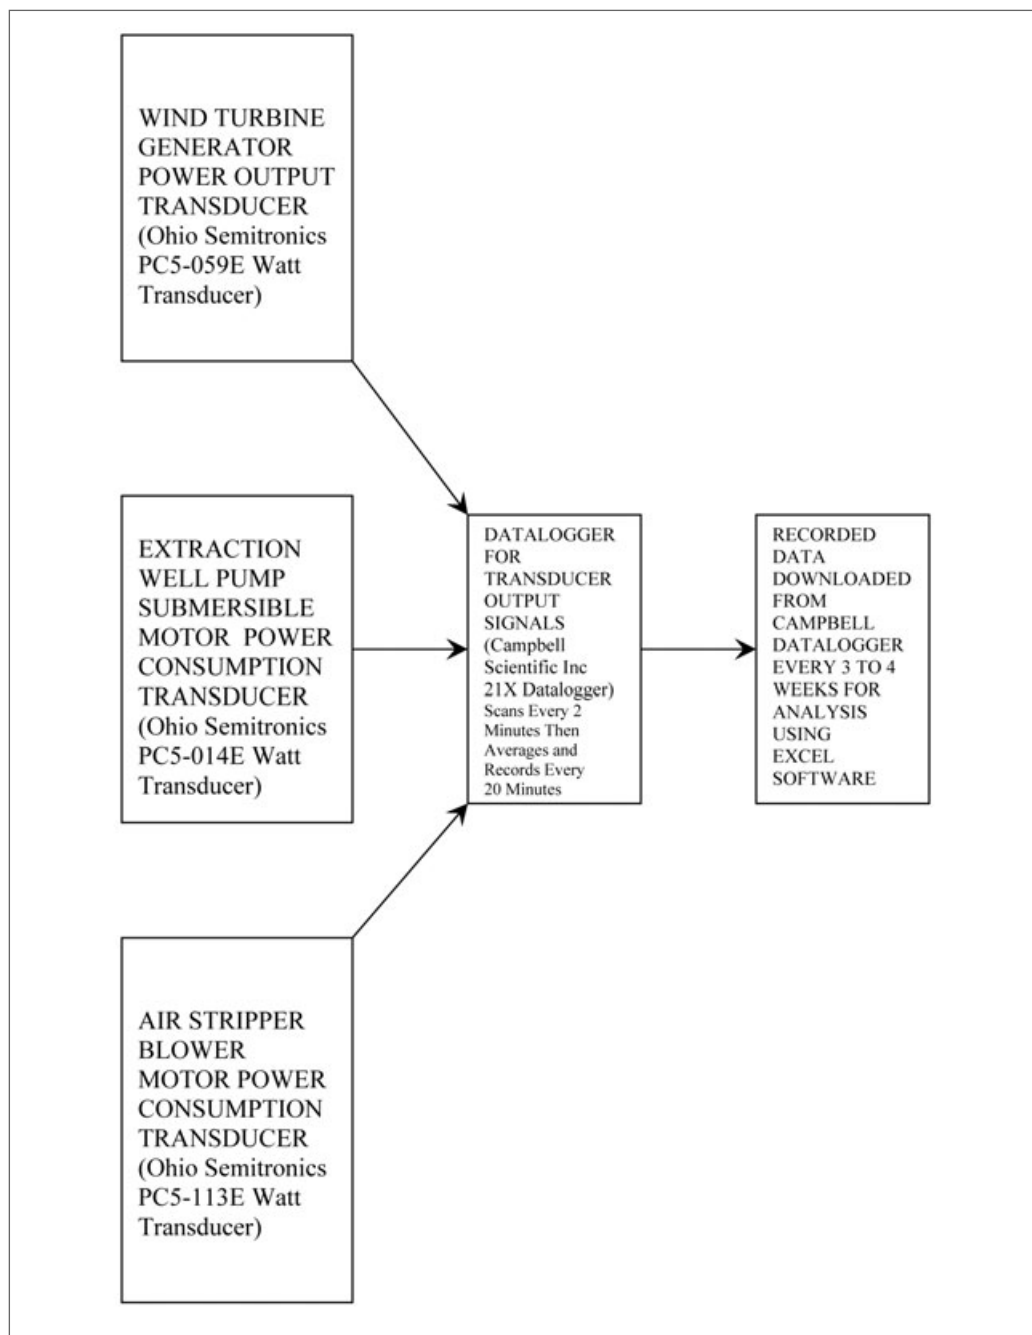 WIND TURBINE
GENERATOR
POWER OUTPUT
TRANSDUCER
(Ohio Semitronics
PC5-059E Watt
Transducer)
EXTRACTION
WELL PUMP
SUBMERSIBLE
MOTOR POWER
CONSUMPTION
TRANSDUCER
(Ohio Semitronics
PC5-014E Watt
Transducer)
AIR STRIPPER
BLOWER
MOTOR POWER
CONSUMPTION
TRANSDUCER
(Ohio Semitronics
PC5-113E Watt
Transducer)
DATALOGGER
FOR
TRANSDUCER
OUTPUT
SIGNALS
(Campbell
Scientific Inc
21X Datalogger)
Scans Every 2
Minutes Then
Averages and
Records Every
20 Minutes
RECORDED
DATA
DOWNLOADED
FROM
CAMPBELL
DATALOGGER
EVERY 3 TO 4
WEEKS FOR
ANALYSIS
USING
EXCEL
SOFTWARE